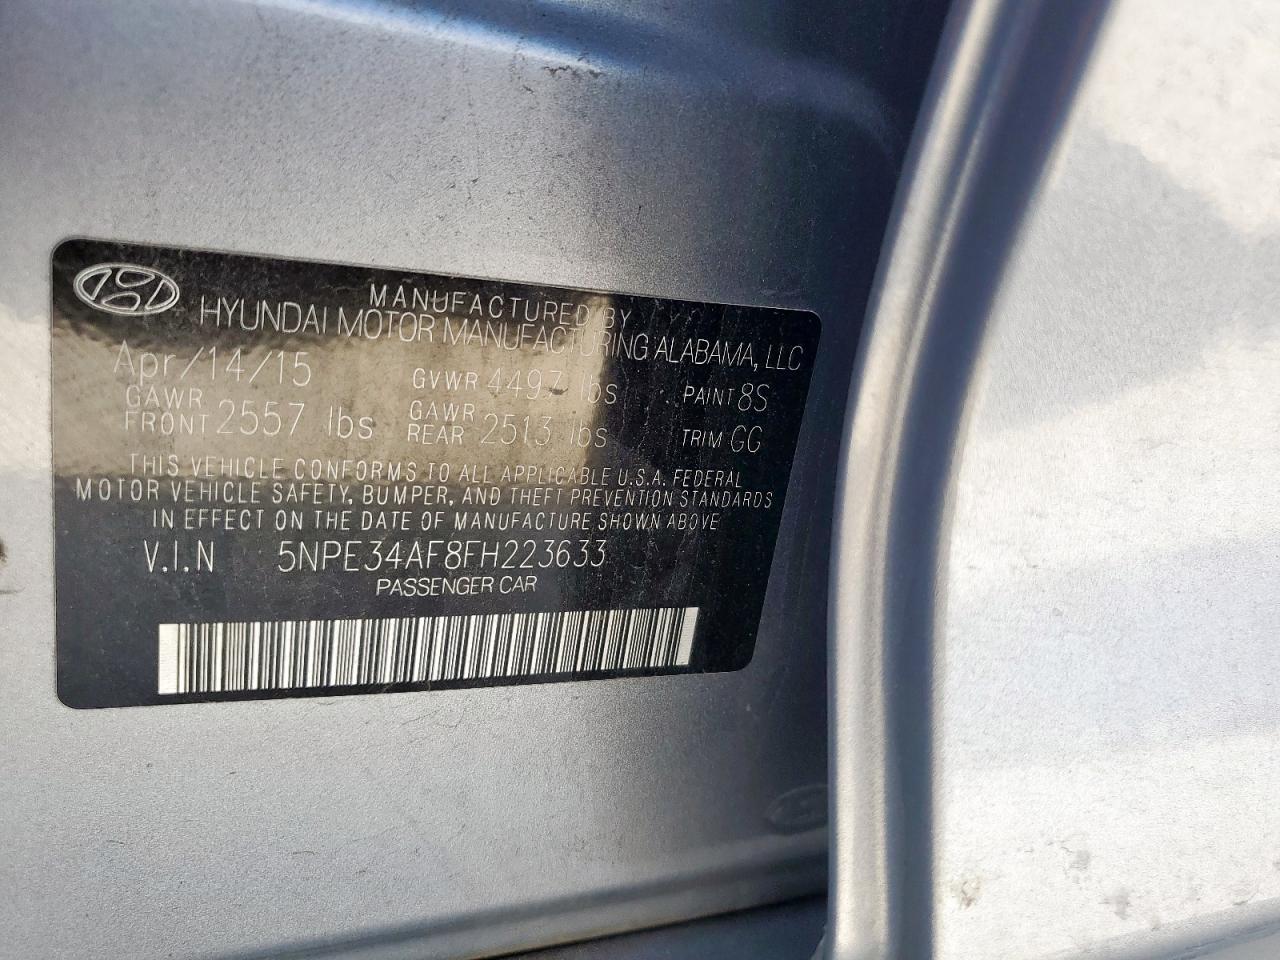 MANUFACTURED BY
HYUNDAI MOTOR MANUFACTURING ALABAMA, LLC
Apr/14/15 GVWR 4497 lbs PAINT 8S
GAWR FRONT 2557 lbs GAWR REAR 2513 lbs TRIM GG
THIS VEHICLE CONFORMS TO ALL APPLICABLE U.S.A. FEDERAL
MOTOR VEHICLE SAFETY, BUMPER, AND THEFT PREVENTION STANDARDS
IN EFFECT ON THE DATE OF MANUFACTURE SHOWN ABOVE
V.I.N 5NPE34AF8FH223633
PASSENGER CAR